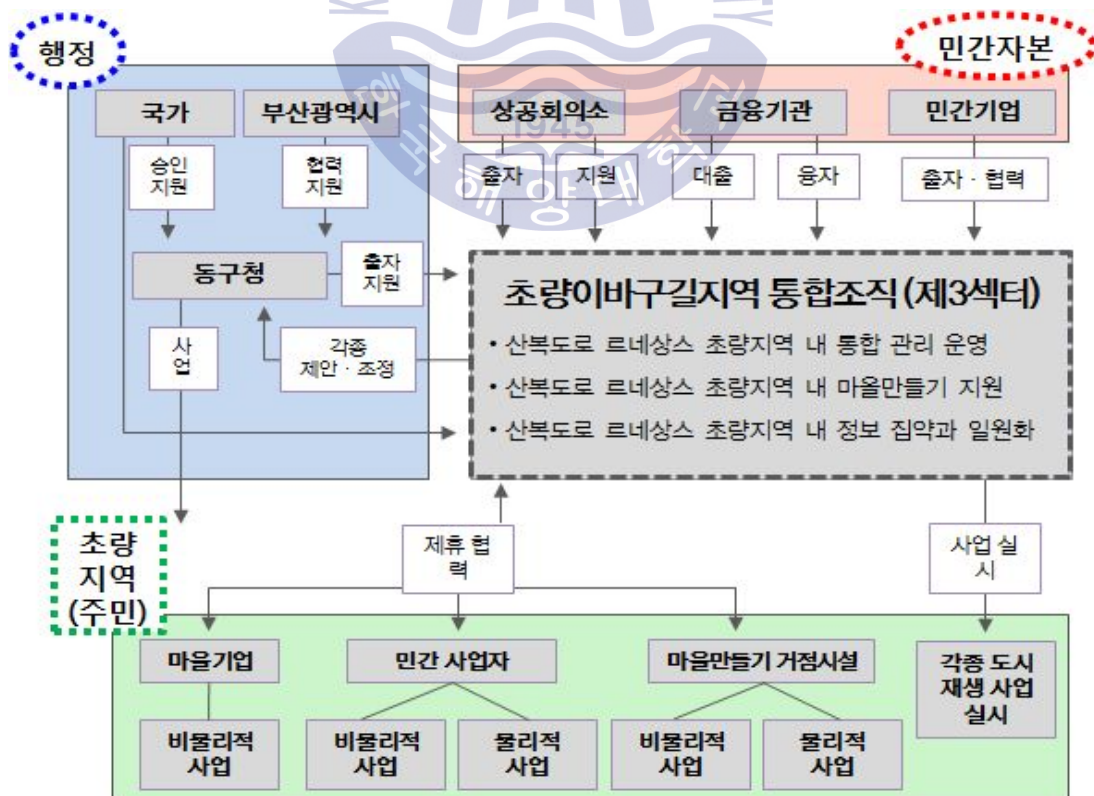 행정
민간자본
국가
부산광역시
상공회의소
금융기관
민간기업
1945
한국해양대학교
승인
지원
협력
지원
출자
지원
대출
융자
출자 · 협력
동구청
출자
지원
사
업
각종
제안 · 조정
초량이바구길지역 통합조직 (제3섹터)
• 산복도로 르네상스 초량지역 내 통합 관리 운영
• 산복도로 르네상스 초량지역 내 마을만들기 지원
• 산복도로 르네상스 초량지역 내 정보 집약과 일원화
초량
지역
(주민)
제휴 협
력
사업 실
시
마을기업
민간 사업자
마을만들기 거점시설
각종 도시
재생 사업
실시
비물리적
사업
비물리적
사업
물리적
사업
비물리적
사업
물리적
사업